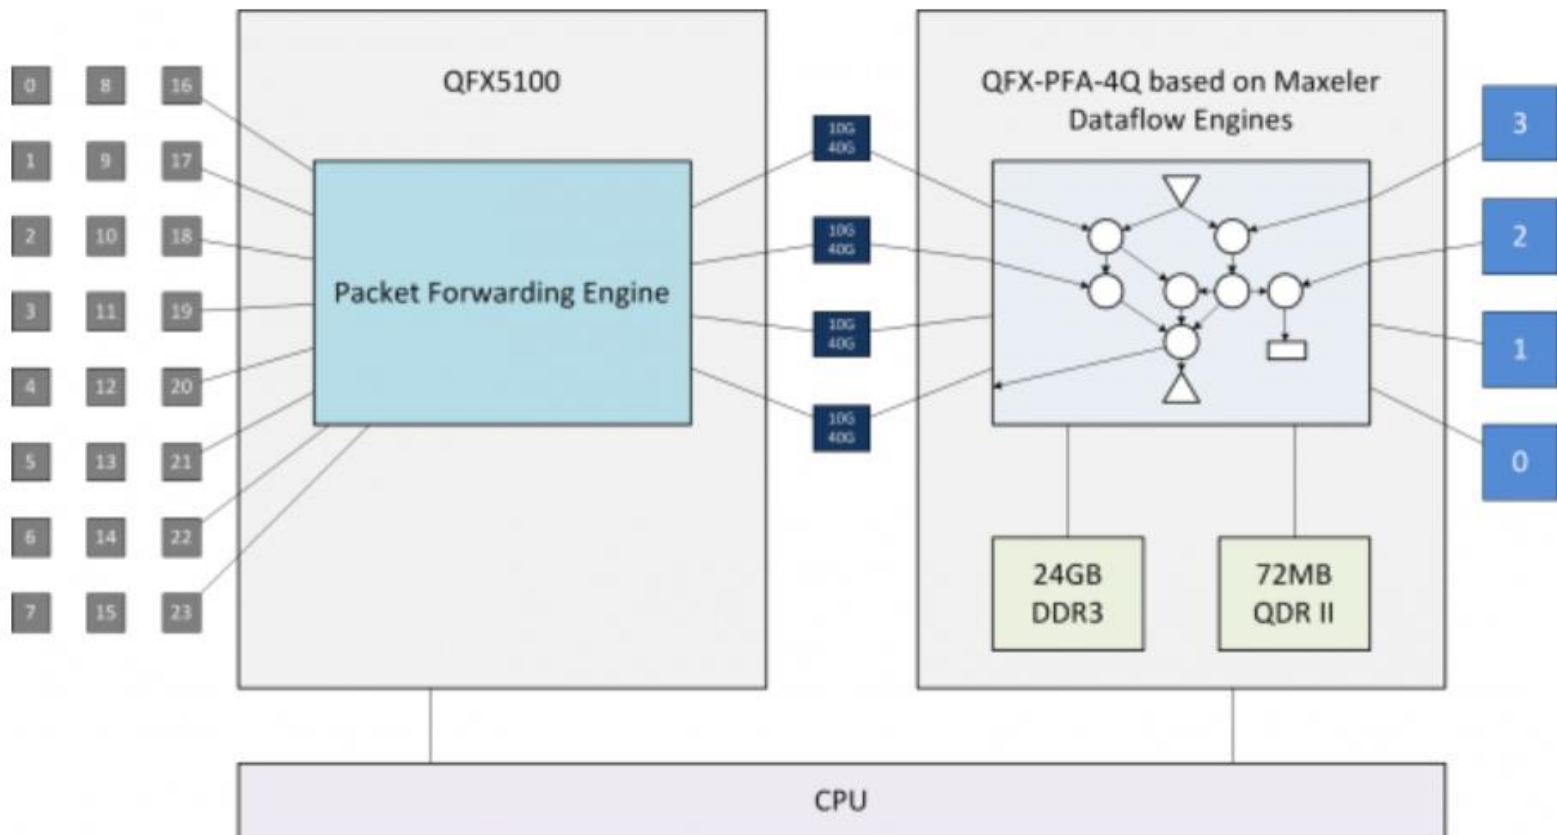 QFX5100
QFX-PFA-4Q based on Maxeler
Dataflow Engines
0 8 16
1 9 17
2 10 18
3 11 19
4 12 20
5 13 21
6 14 22
7 15 23
Packet Forwarding Engine
10G
40G
10G
40G
10G
40G
10G
40G
3
2
1
0
24GB
DDR3
72MB
QDR II
CPU